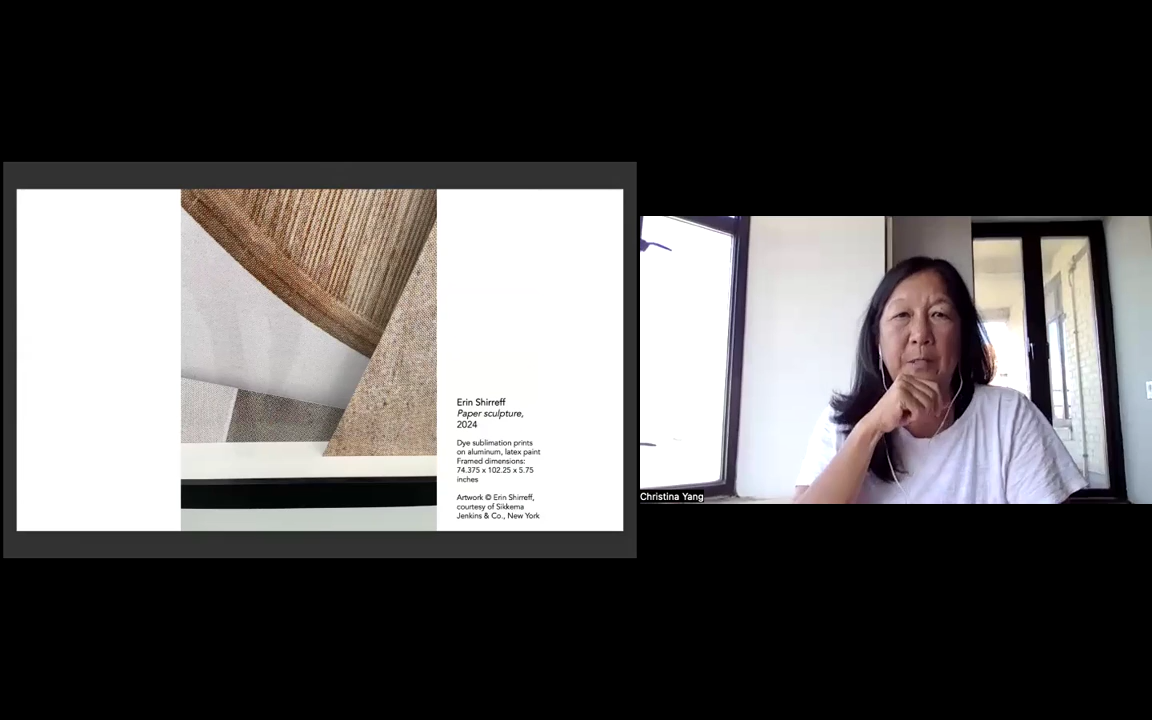 Erin Shirreff
Paper sculpture,
2024
Dye sublimation prints
on aluminum, latex paint
Framed dimensions:
74.375 x 102.25 x 5.75
inches
Artwork © Erin Shirreff,
courtesy of Sikkema
Jenkins & Co., New York
Christina Yang